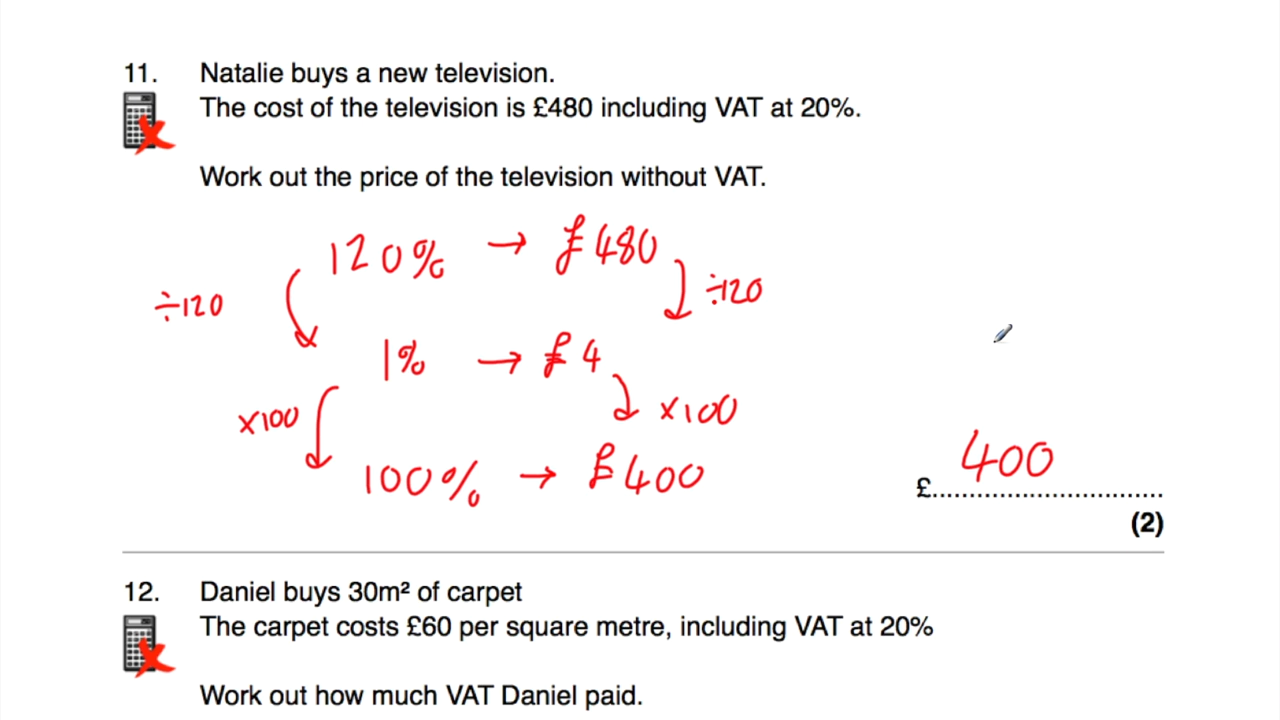 11. Natalie buys a new television.
The cost of the television is £480 including VAT at 20%.
Work out the price of the television without VAT.
120% → £480
÷120 ÷120
1% → £4
×100 ×100
100% → £400
400
£..............................
(2)
12. Daniel buys 30m² of carpet
The carpet costs £60 per square metre, including VAT at 20%
Work out how much VAT Daniel paid.